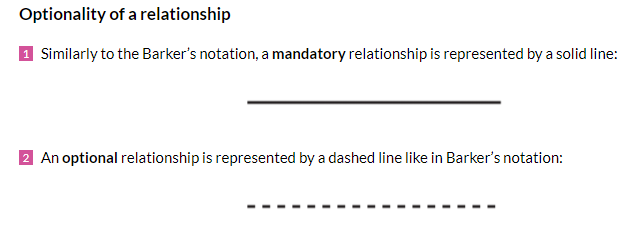 Optionality of a relationship
1 Similarly to the Barker's notation, a mandatory relationship is represented by a solid line:
2 An optional relationship is represented by a dashed line like in Barker's notation: